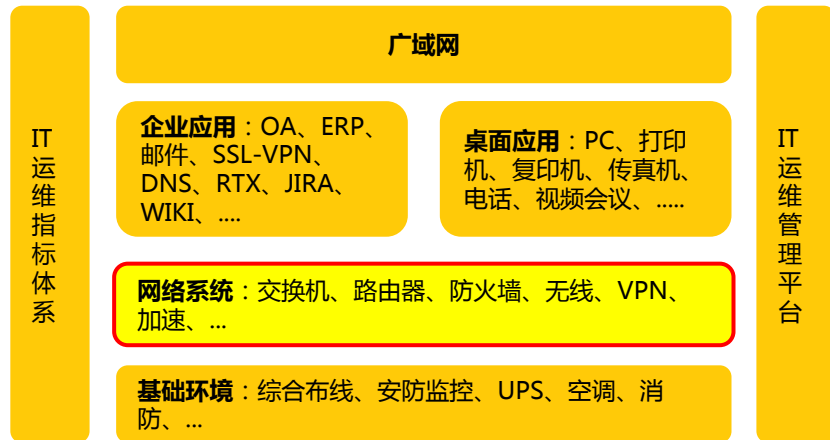 IT
运
维
指
标
体
系
广域网
企业应用：OA、ERP、
邮件、SSL-VPN、
DNS、RTX、JIRA、
WIKI、....
桌面应用：PC、打印
机、复印机、传真机、
电话、视频会议、.....
网络系统：交换机、路由器、防火墙、无线、VPN、
加速、...
基础环境：综合布线、安防监控、UPS、空调、消
防、...
IT
运
维
管
理
平
台